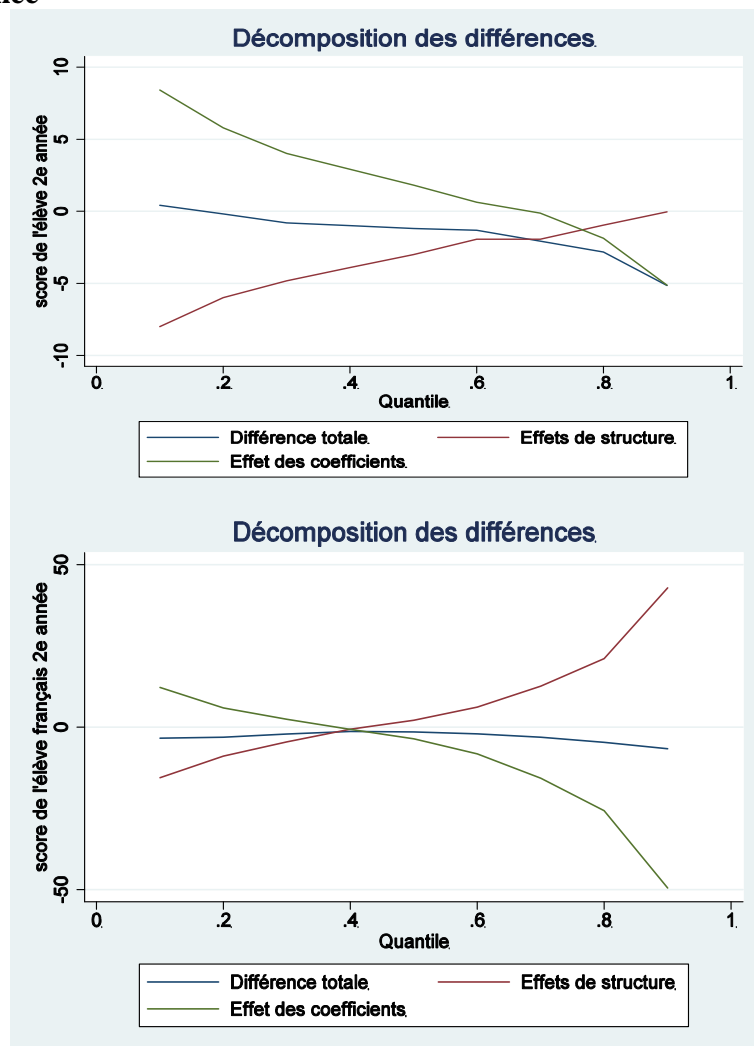 Décomposition des différences
10
5
0
-5
-10
score de l'élève 2e année
0 .2 .4 .6 .8 1
Quantile
Différence totale Effets de structure
Effet des coefficients
Décomposition des différences
50
0
-50
score de l'élève français 2e année
0 .2 .4 .6 .8 1
Quantile
Différence totale Effets de structure
Effet des coefficients